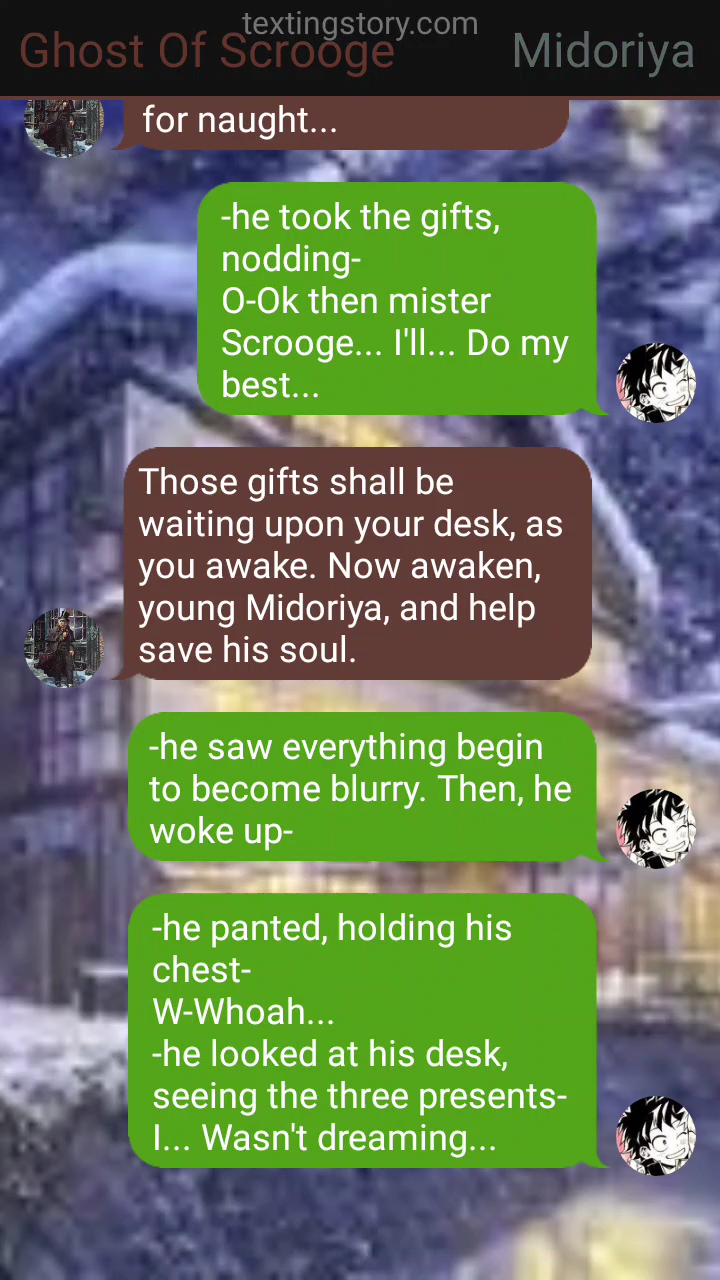 textingstory.com
Ghost Of Scrooge
Midoriya
for naught...
-he took the gifts,
nodding-
O-Ok then mister
Scrooge... I'll... Do my
best...
Those gifts shall be
waiting upon your desk, as
you awake. Now awaken,
young Midoriya, and help
save his soul.
-he saw everything begin
to become blurry. Then, he
woke up-
-he panted, holding his
chest-
W-Whoah...
-he looked at his desk,
seeing the three presents-
I... Wasn't dreaming...